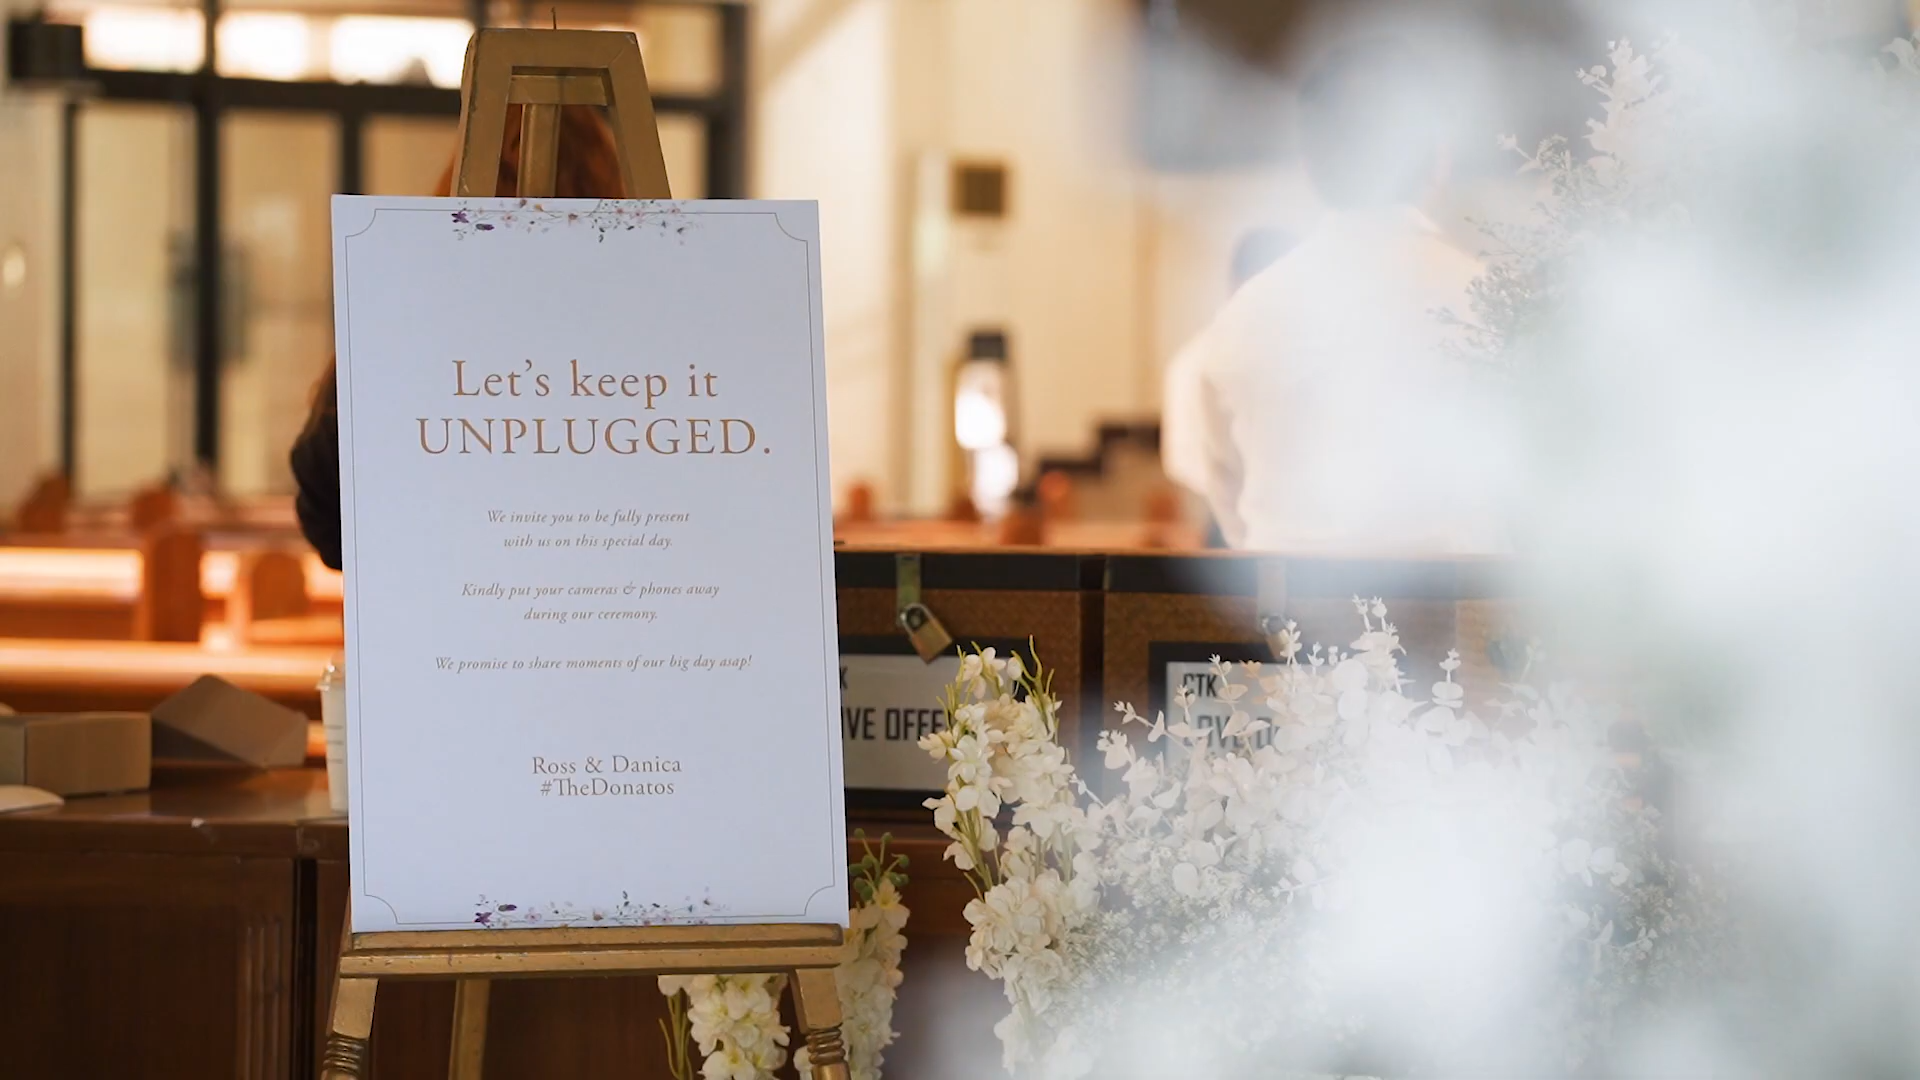 Let's keep it
UNPLUGGED.
We invite you to be fully present
with us on this special day.
Kindly put your cameras & phones away
during our ceremony.
We promise to share moments of our big day asap!
Ross & Danica
#TheDonatos
CTK